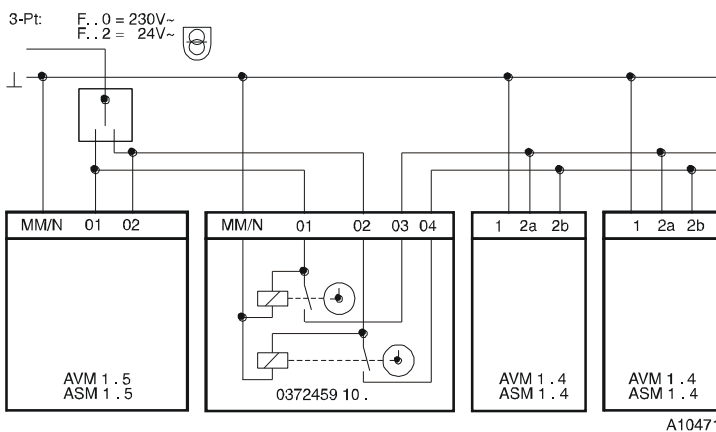 3-Pt: F. . 0 = 230V~
F. . 2 = 24V~
MM/N 01 02
MM/N 01 02 03 04
1 2a 2b
1 2a 2b
AVM 1 . 5
ASM 1 . 5
0372459 10 .
AVM 1 . 4
ASM 1 . 4
AVM 1 . 4
ASM 1 . 4
A10471